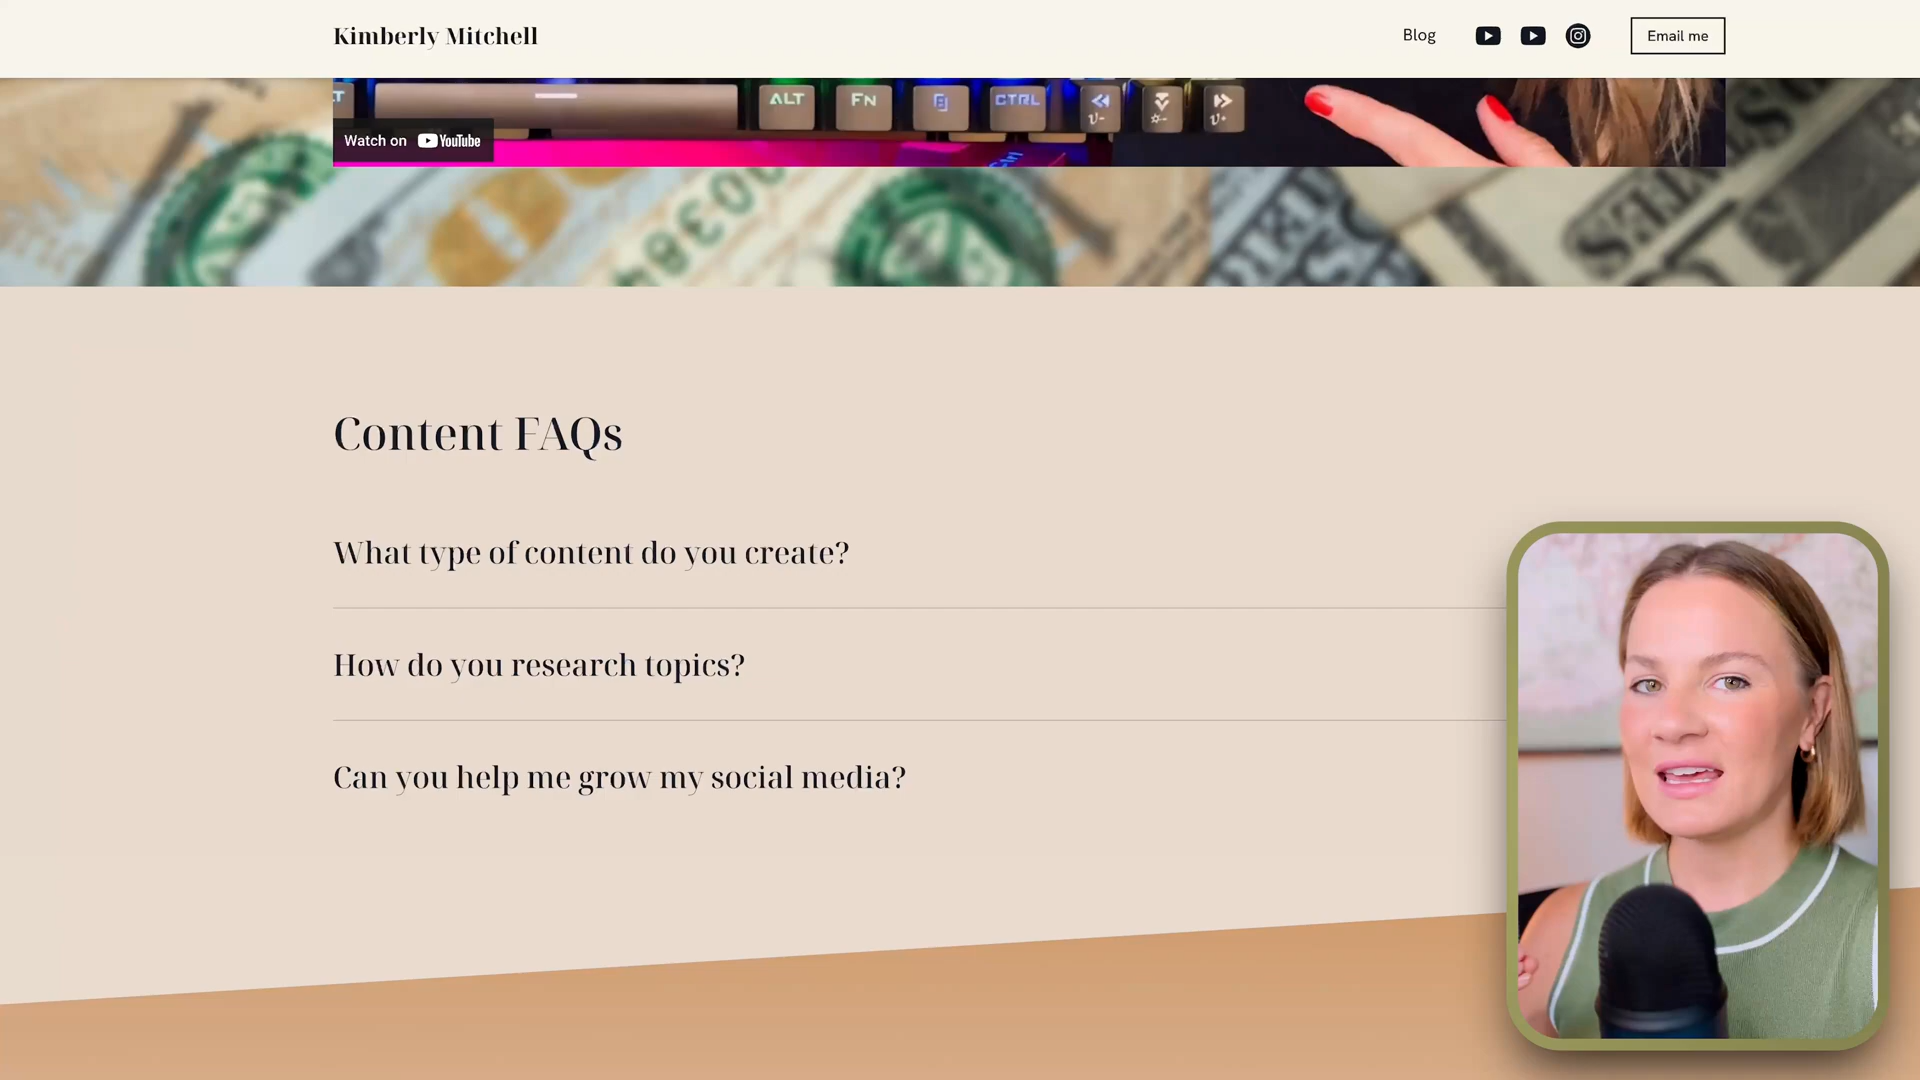 Kimberly Mitchell
Blog
Email me
ALT
FN
CTRL
Watch on YouTube
Content FAQs
What type of content do you create?
How do you research topics?
Can you help me grow my social media?